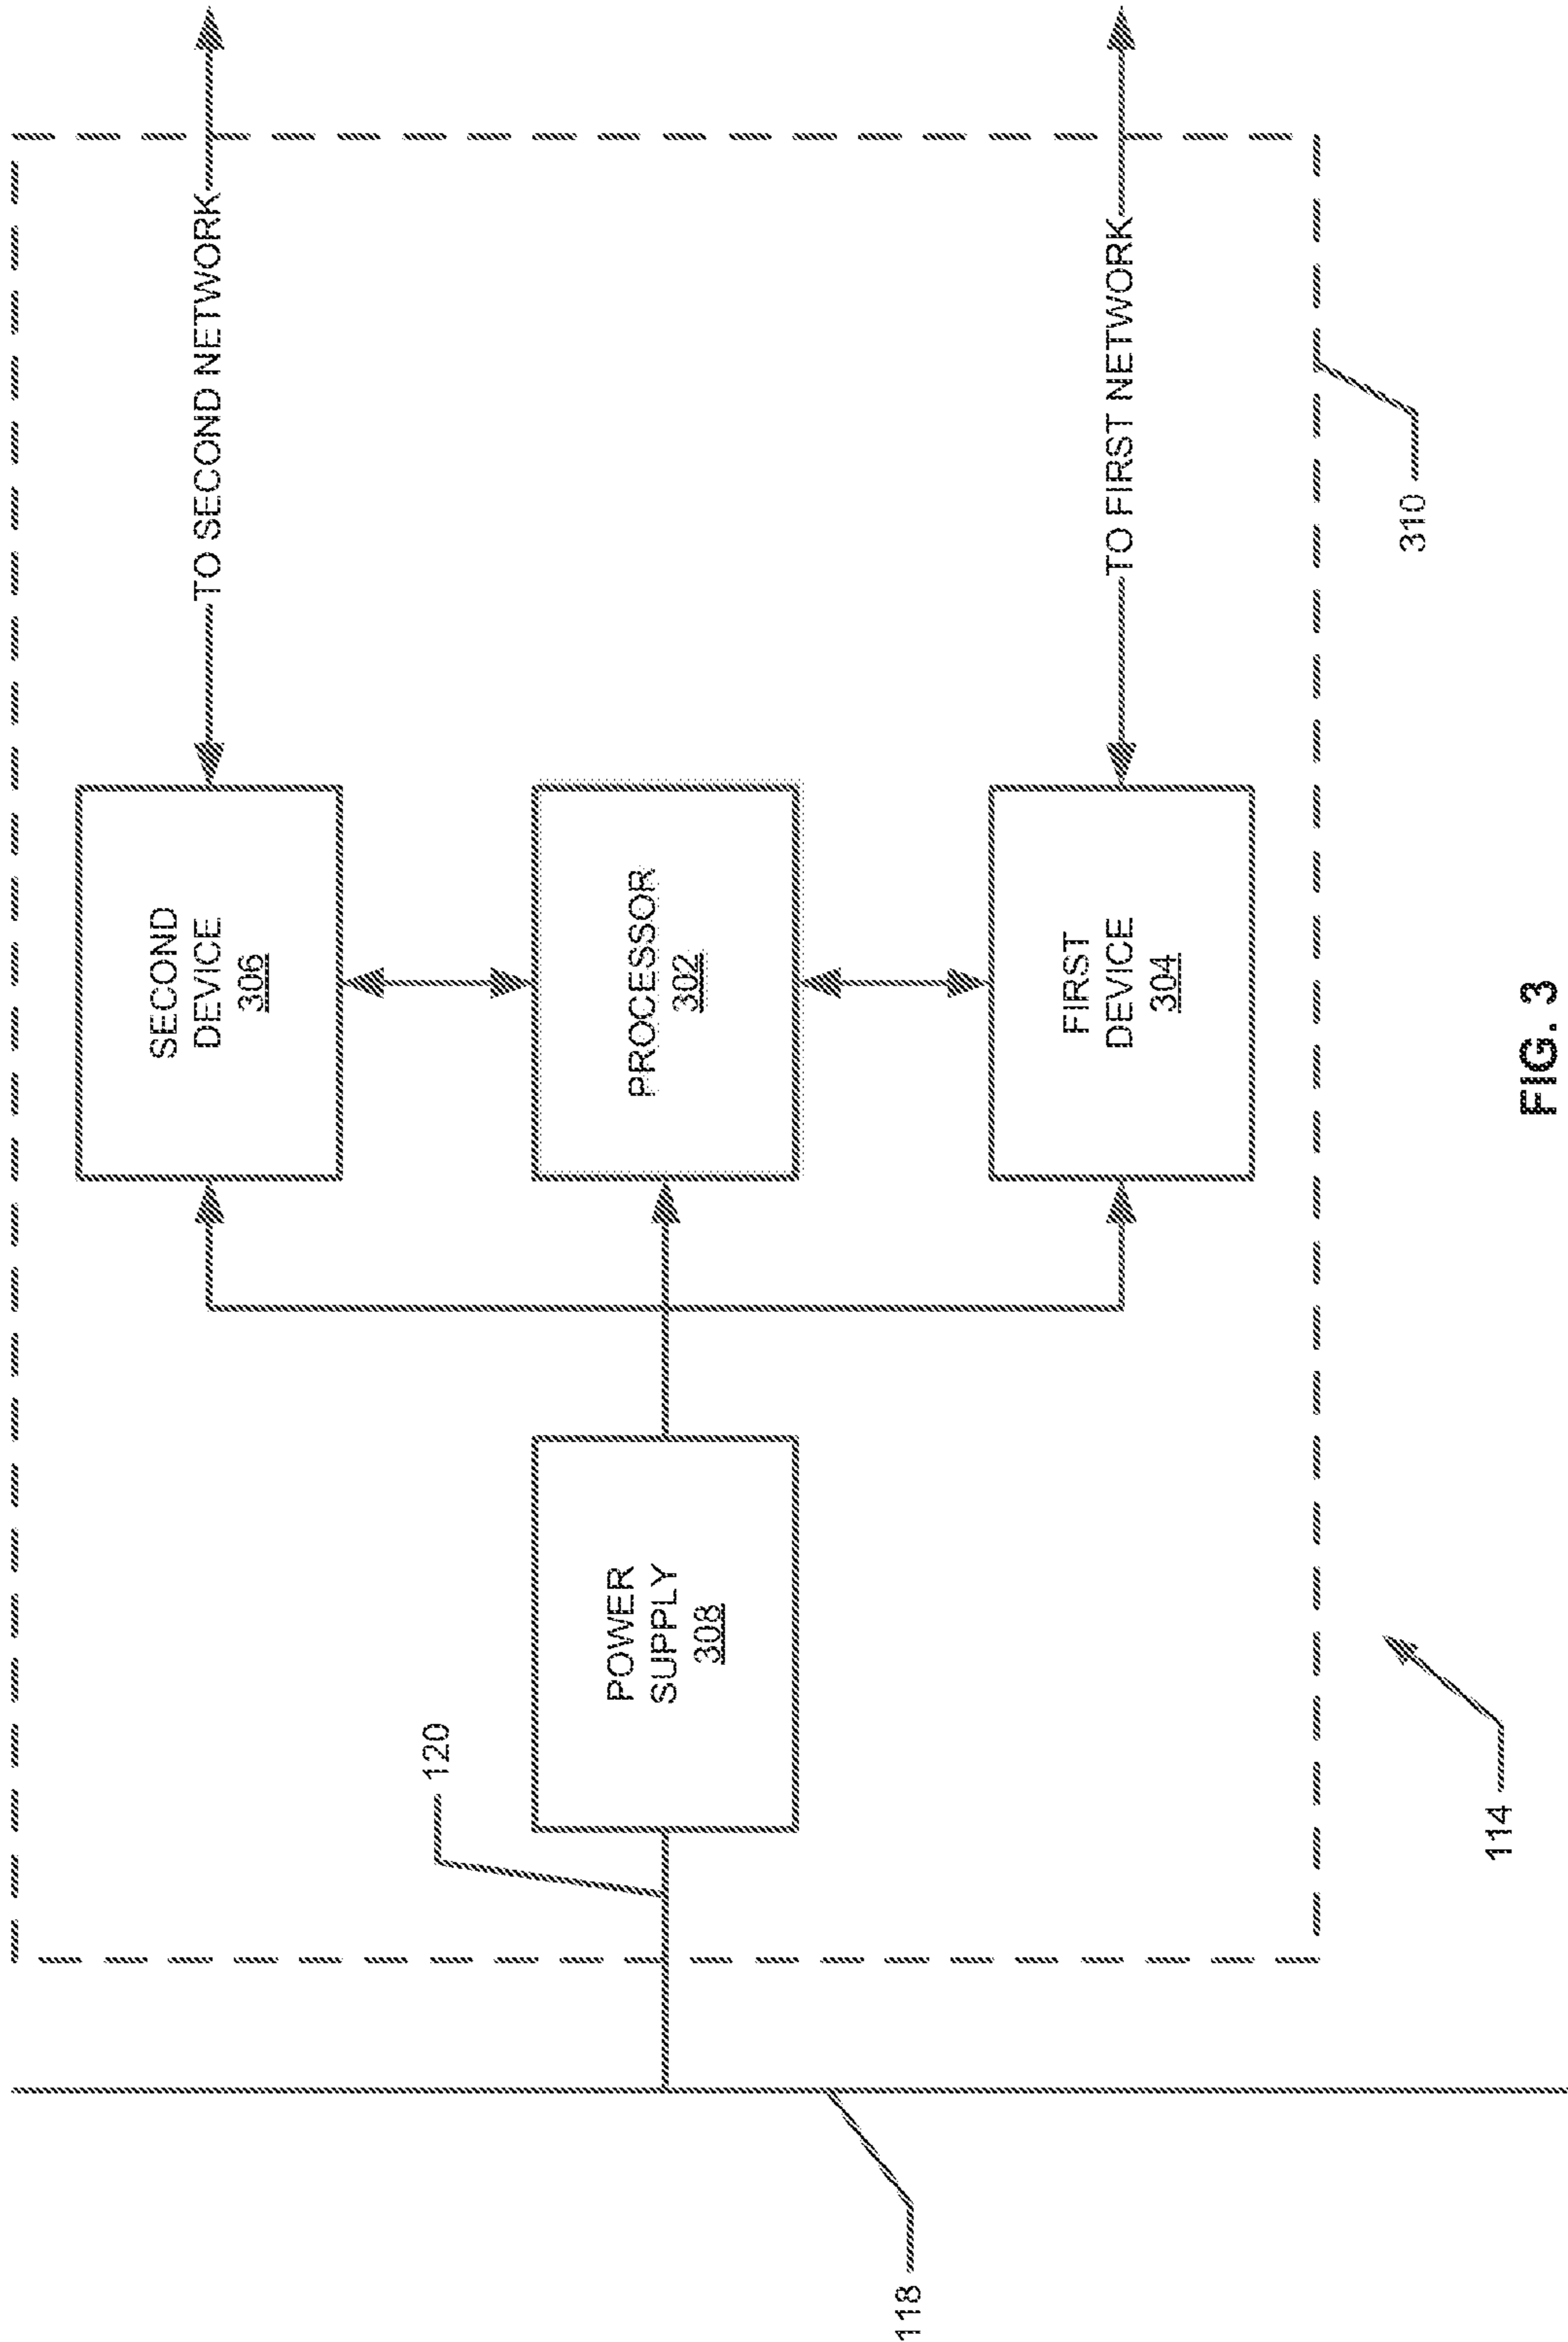 TO SECOND NETWORK
SECOND
DEVICE
306
120
POWER
SUPPLY
308
PROCESSOR
302
118
FIRST
DEVICE
304
TO FIRST NETWORK
310
114
FIG. 3